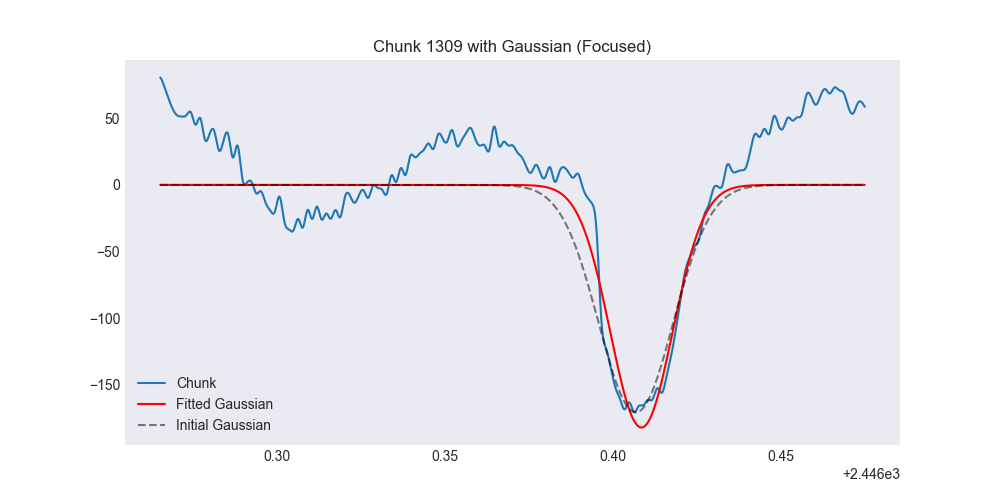 Chunk 1309 with Gaussian (Focused)
50
0
−50
−100
−150
Chunk
Fitted Gaussian
Initial Gaussian
0.30 0.35 0.40 0.45
+2.446e3